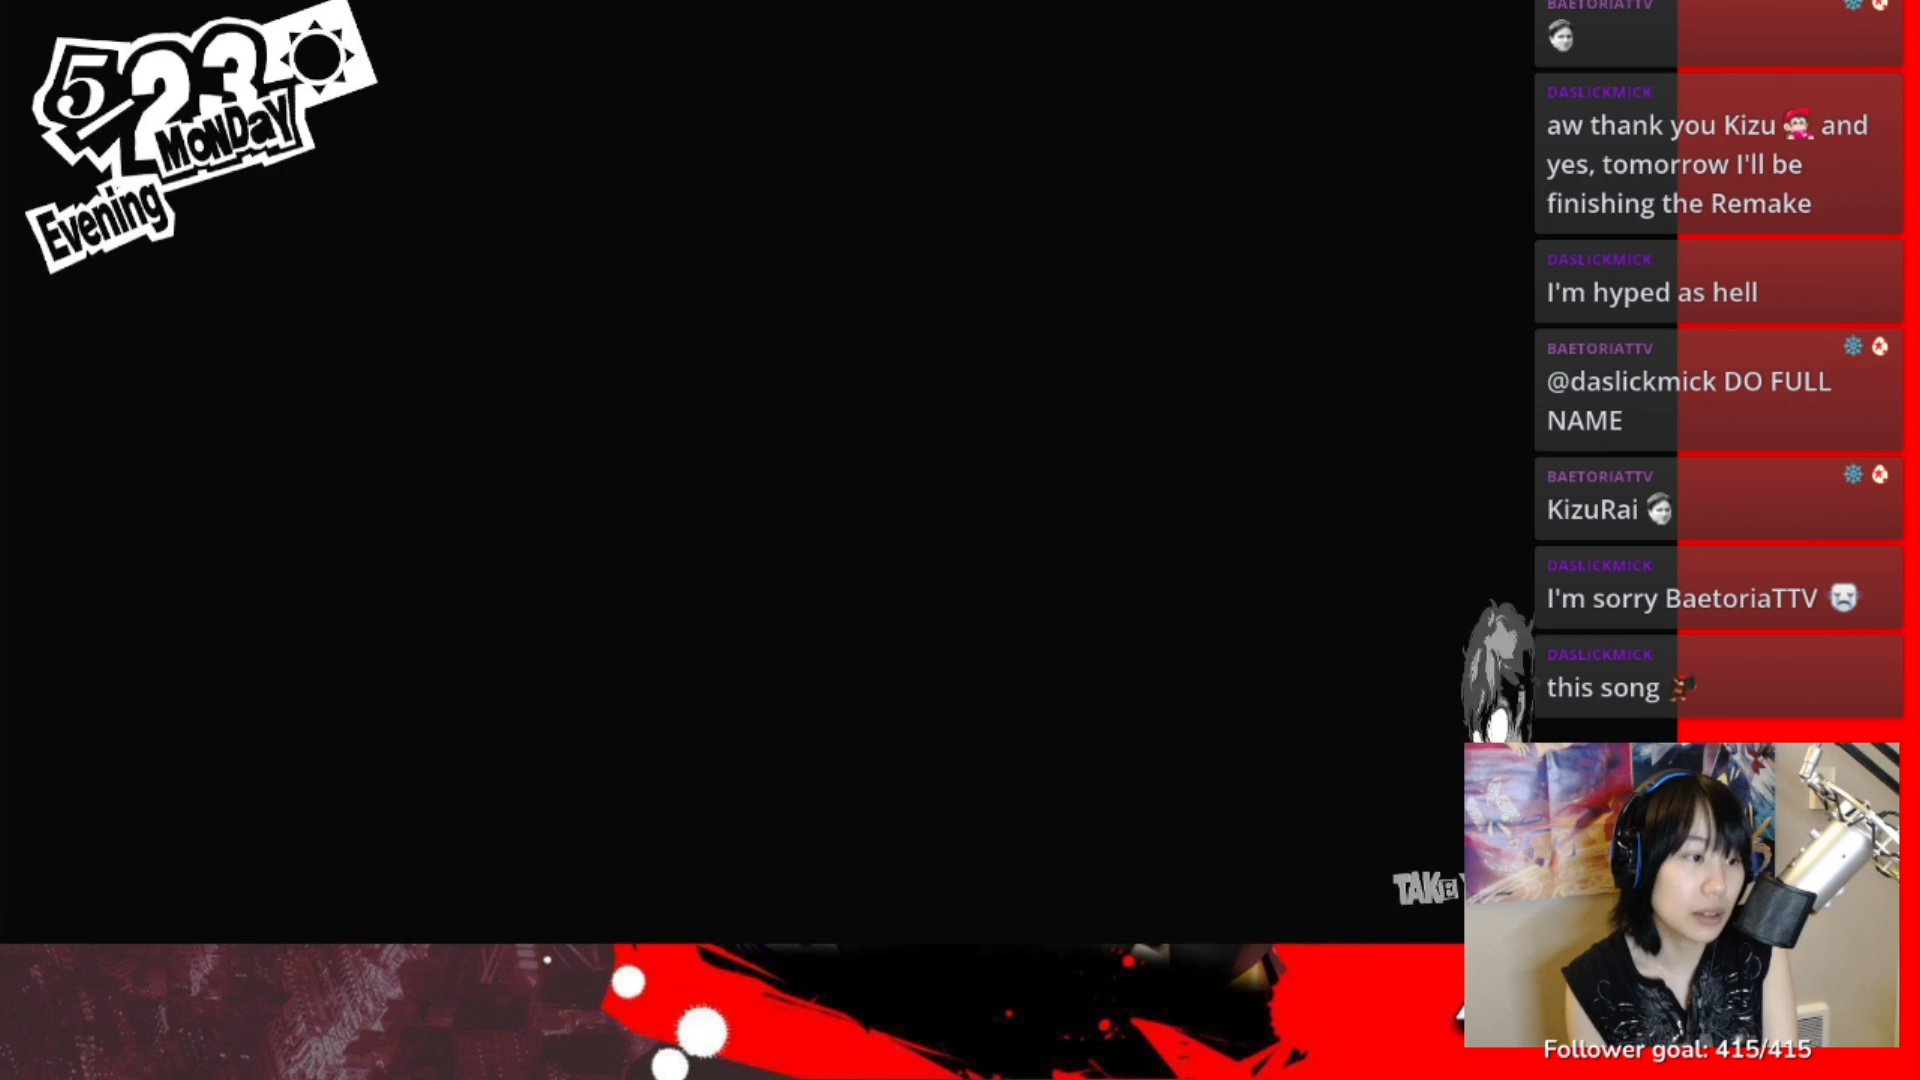 5/23
MONDAY
Evening
BAETORIATTV
DASLICKMICK
aw thank you Kizu and
yes, tomorrow I'll be
finishing the Remake
DASLICKMICK
I'm hyped as hell
BAETORIATTV
@daslickmick DO FULL
NAME
BAETORIATTV
KizuRai
DASLICKMICK
I'm sorry BaetoriaTTV
DASLICKMICK
this song
TAKE
Follower goal: 415/415